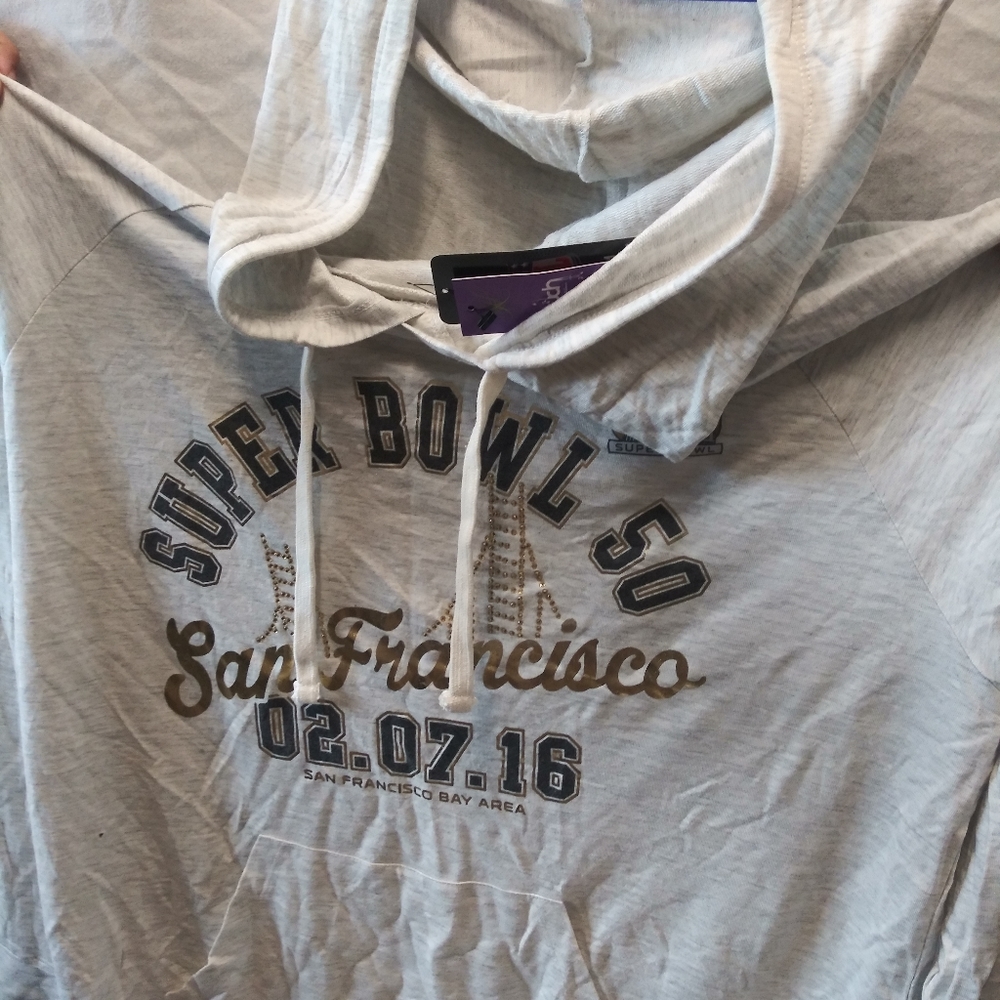 SUPER BOWL 50
SUPER BOWL
San Francisco
02.07.16
SAN FRANCISCO BAY AREA